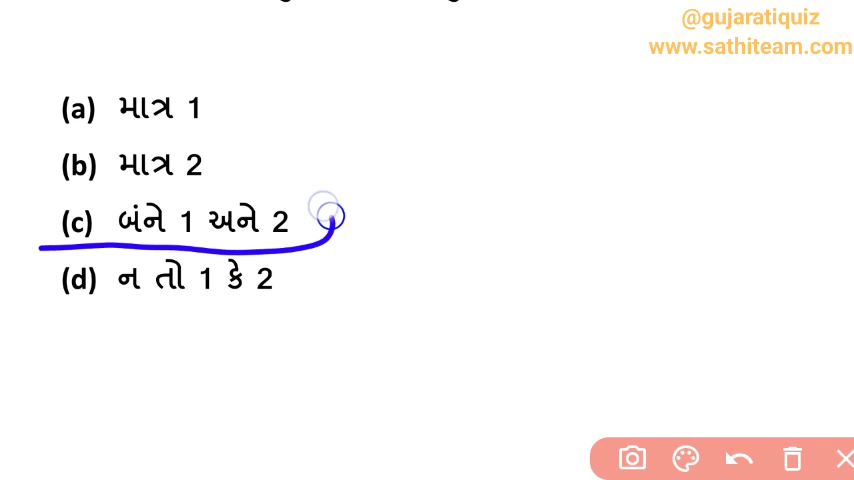 @gujaratiquiz
www.sathiteam.com
(a) માત્ર 1
(b) માત્ર 2
(c) બંને 1 અને 2
(d) ન તો 1 કે 2